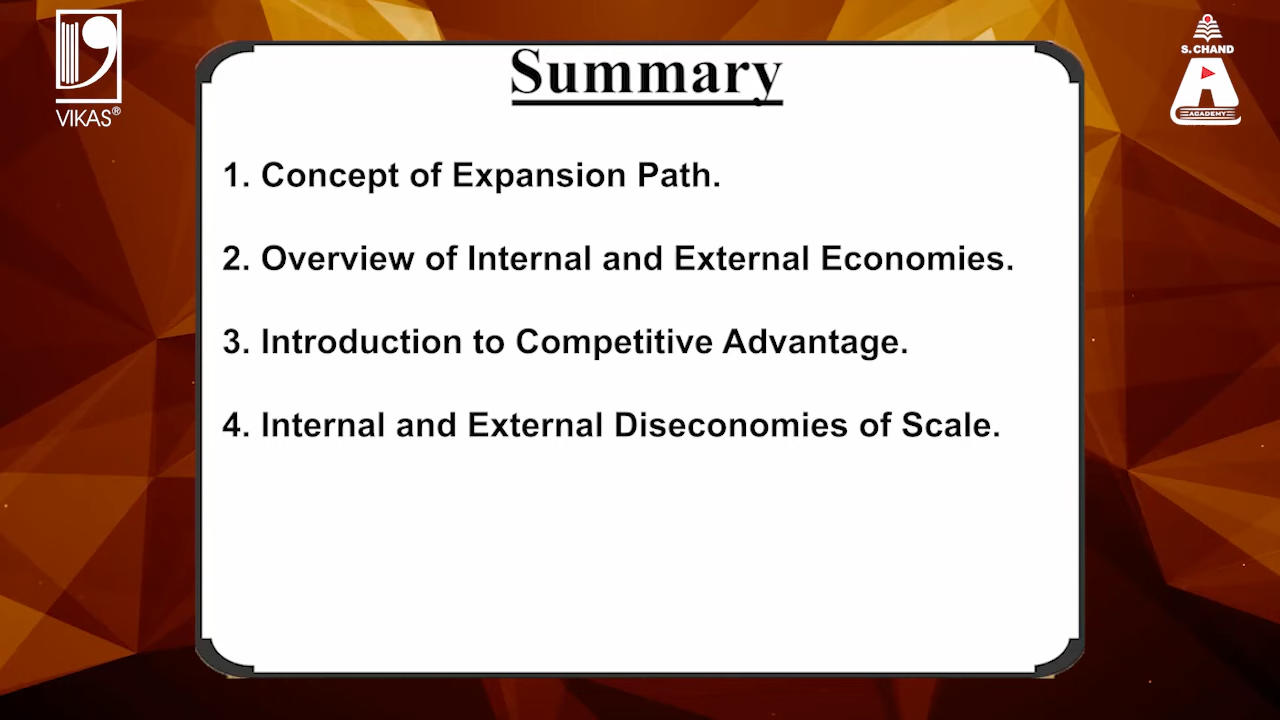 VIKAS®
S.CHAND
ACADEMY
Summary
1. Concept of Expansion Path.
2. Overview of Internal and External Economies.
3. Introduction to Competitive Advantage.
4. Internal and External Diseconomies of Scale.